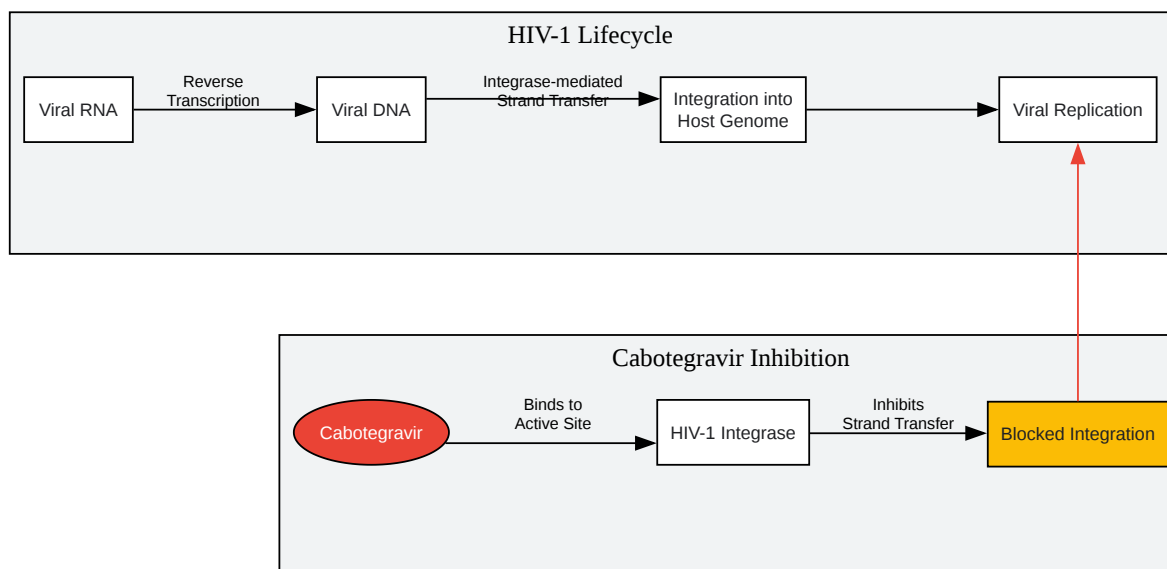 HIV-1 Lifecycle
Viral RNA
Reverse
Transcription
Viral DNA
Integrase-mediated
Strand Transfer
Integration into
Host Genome
Viral Replication
Cabotegravir Inhibition
Cabotegravir
Binds to
Active Site
HIV-1 Integrase
Inhibits
Strand Transfer
Blocked Integration